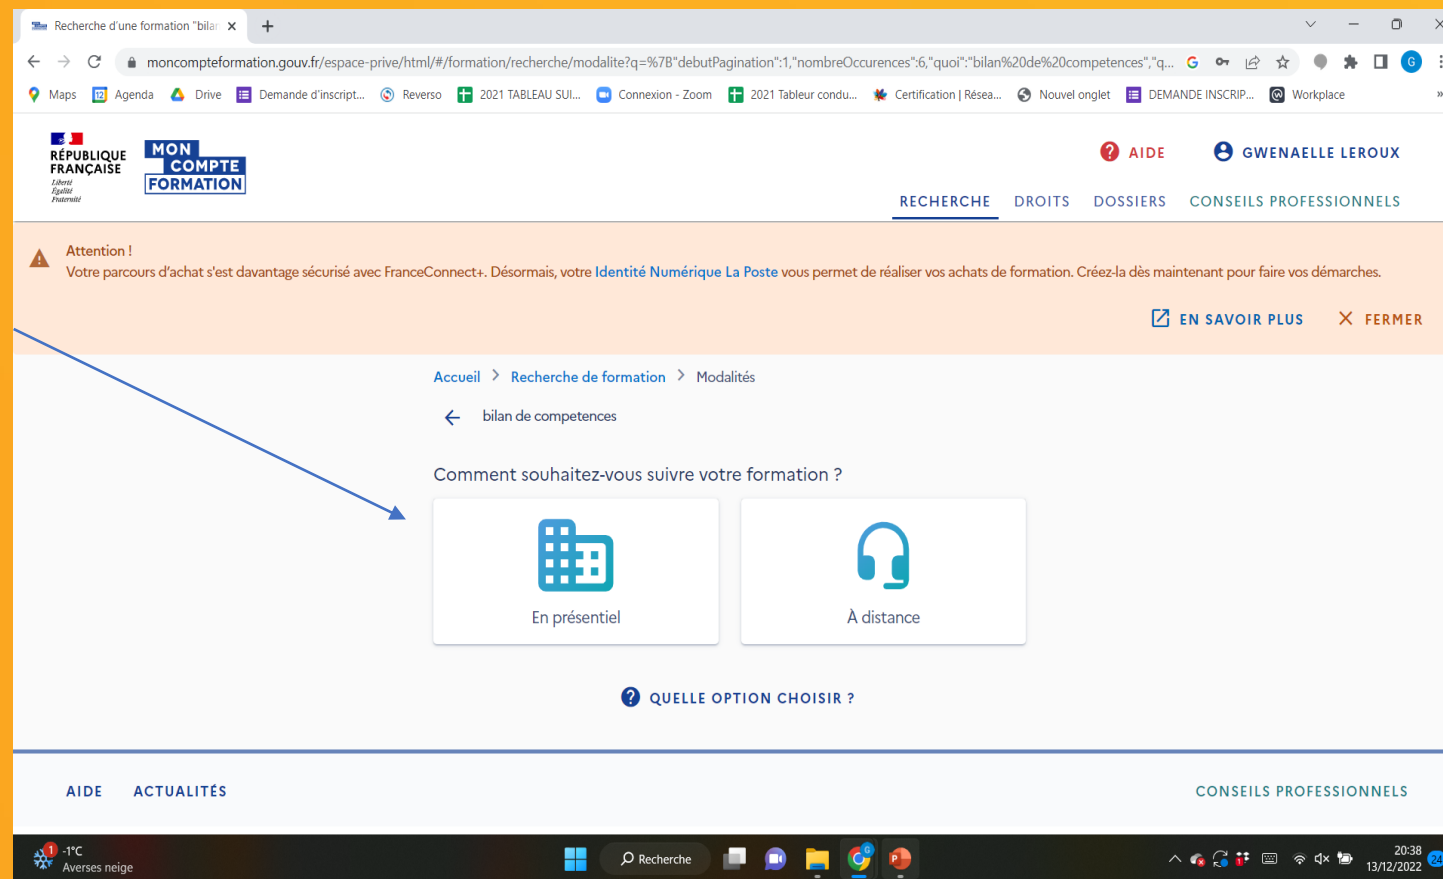 Recherche d'une formation "bilan
moncompteformation.gouv.fr/espace-prive/html/#/formation/recherche/modalite?q=%7B"debutPagination":1,"nombreOccurences":6,"quoi":"bilan%20de%20competences","q...
Maps Agenda Drive Demande d'inscript... Reverso 2021 TABLEAU SUI... Connexion - Zoom 2021 Tableur condu... Certification | Résea... Nouvel onglet DEMANDE INSCRIP... Workplace »
RÉPUBLIQUE
FRANÇAISE
Liberté
Égalité
Fraternité
MON
COMPTE
FORMATION
AIDE GWENAELLE LEROUX
RECHERCHE DROITS DOSSIERS CONSEILS PROFESSIONNELS
Attention !
Votre parcours d'achat s'est davantage sécurisé avec FranceConnect+. Désormais, votre Identité Numérique La Poste vous permet de réaliser vos achats de formation. Créez-la dès maintenant pour faire vos démarches.
EN SAVOIR PLUS FERMER
Accueil > Recherche de formation > Modalités
bilan de competences
Comment souhaitez-vous suivre votre formation ?
En présentiel À distance
QUELLE OPTION CHOISIR ?
AIDE ACTUALITÉS CONSEILS PROFESSIONNELS
1 -1°C
Averses neige
Recherche
20:38
13/12/2022
24